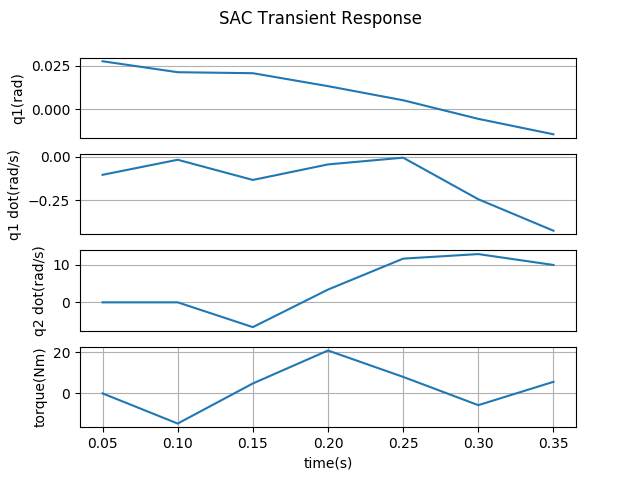 SAC Transient Response
q1(rad)
0.025
0.000
q1 dot(rad/s)
0.00
−0.25
q2 dot(rad/s)
10
0
torque(Nm)
20
0
0.05 0.10 0.15 0.20 0.25 0.30 0.35
time(s)